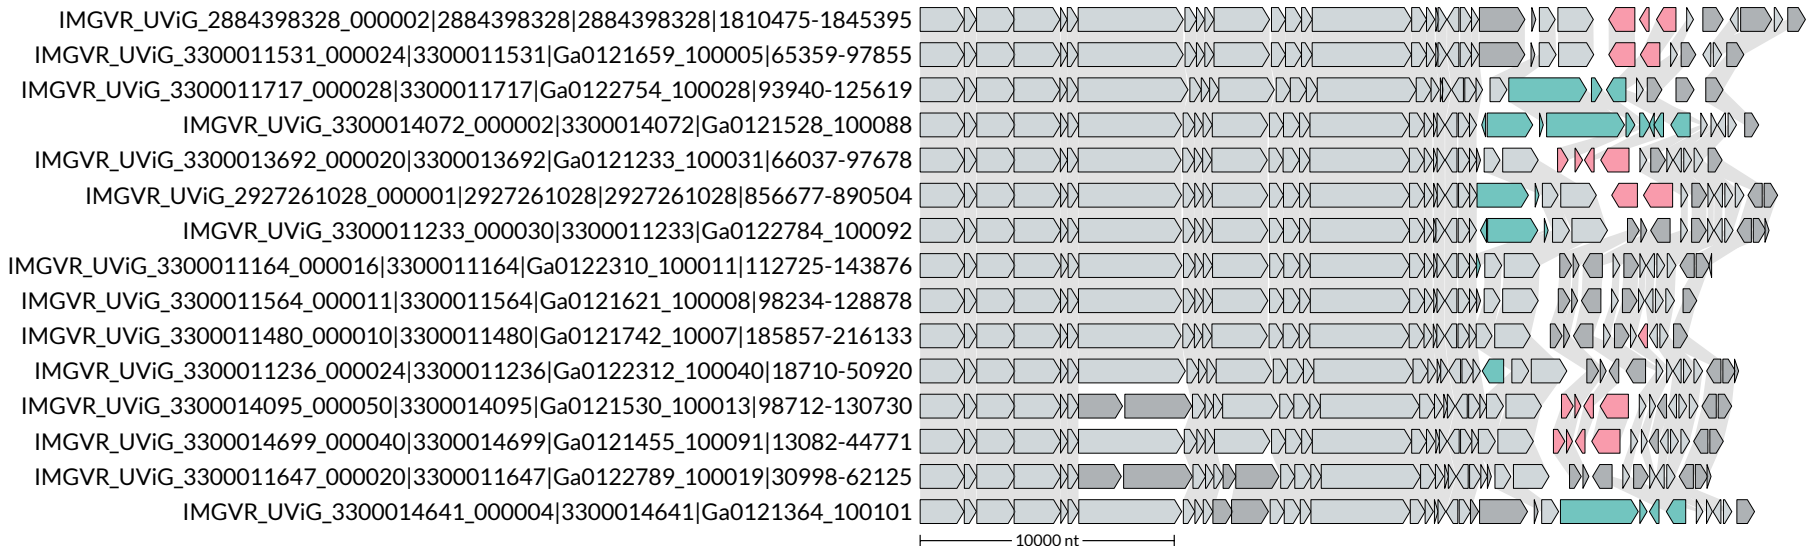 IMGVR_UViG_2884398328_000002|2884398328|2884398328|1810475-1845395
IMGVR_UViG_3300011531_000024|3300011531|Ga0121659_100005|65359-97855
IMGVR_UViG_3300011717_000028|3300011717|Ga0122754_100028|93940-125619
IMGVR_UViG_3300014072_000002|3300014072|Ga0121528_100088
IMGVR_UViG_3300013692_000020|3300013692|Ga0121233_100031|66037-97678
IMGVR_UViG_2927261028_000001|2927261028|2927261028|856677-890504
IMGVR_UViG_3300011233_000030|3300011233|Ga0122784_100092
IMGVR_UViG_3300011164_000016|3300011164|Ga0122310_100011|112725-143876
IMGVR_UViG_3300011564_000011|3300011564|Ga0121621_100008|98234-128878
IMGVR_UViG_3300011480_000010|3300011480|Ga0121742_10007|185857-216133
IMGVR_UViG_3300011236_000024|3300011236|Ga0122312_100040|18710-50920
IMGVR_UViG_3300014095_000050|3300014095|Ga0121530_100013|98712-130730
IMGVR_UViG_3300014699_000040|3300014699|Ga0121455_100091|13082-44771
IMGVR_UViG_3300011647_000020|3300011647|Ga0122789_100019|30998-62125
IMGVR_UViG_3300014641_000004|3300014641|Ga0121364_100101
10000 nt